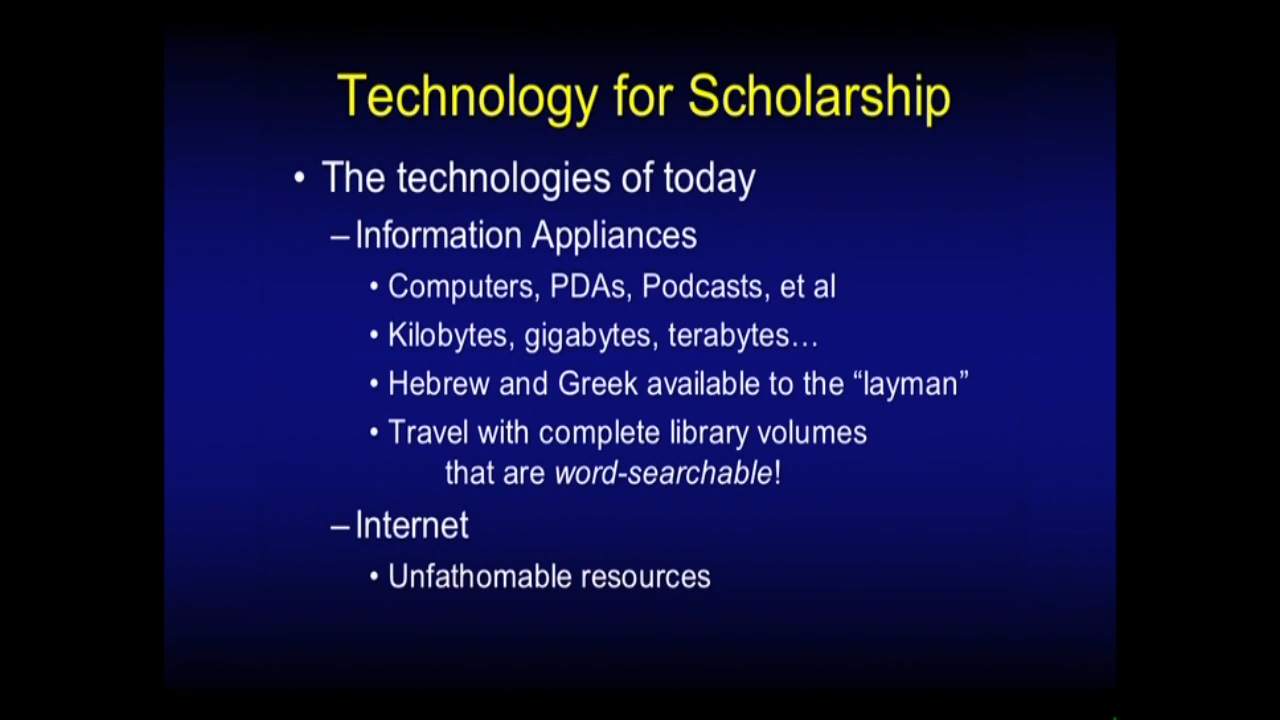 Technology for Scholarship
• The technologies of today
– Information Appliances
• Computers, PDAs, Podcasts, et al
• Kilobytes, gigabytes, terabytes…
• Hebrew and Greek available to the “layman”
• Travel with complete library volumes
that are word-searchable!
– Internet
• Unfathomable resources